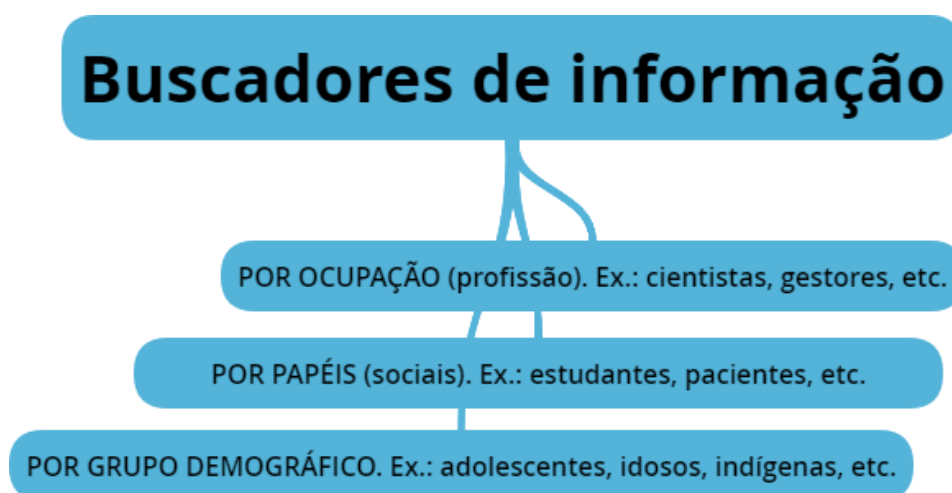 Buscadores de informação
POR OCUPAÇÃO (profissão). Ex.: cientistas, gestores, etc.
POR PAPÉIS (sociais). Ex.: estudantes, pacientes, etc.
POR GRUPO DEMOGRÁFICO. Ex.: adolescentes, idosos, indígenas, etc.